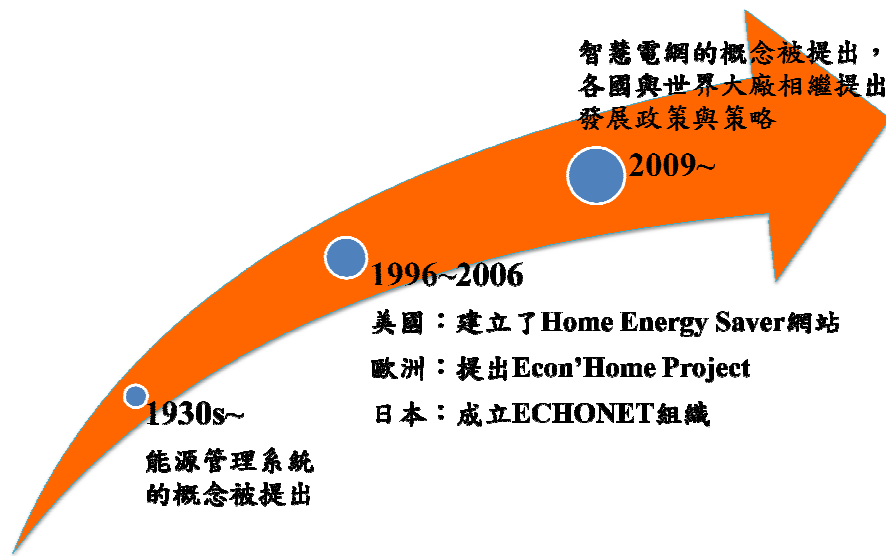 智慧電網的概念被提出，
各國與世界大廠相繼提出
發展政策與策略
2009~
1996~2006
美國：建立了Home Energy Saver網站
歐洲：提出Econ’Home Project
日本：成立ECHONET組織
1930s~
能源管理系統
的概念被提出